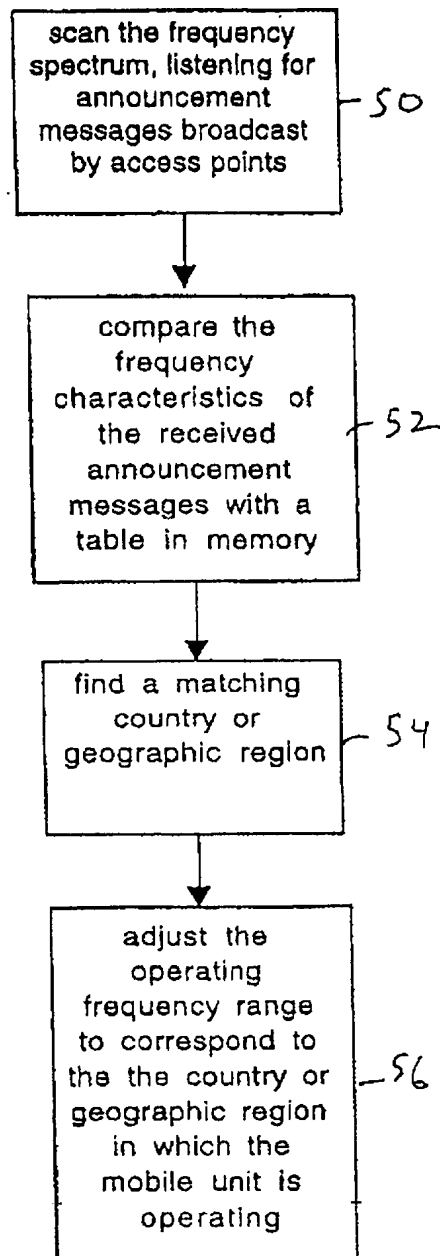 scan the frequency
spectrum, listening for
announcement
messages broadcast
by access points
50
compare the
frequency
characteristics of
the received
announcement
messages with a
table in memory
52
find a matching
country or
geographic region
54
adjust the
operating
frequency range
to correspond to
the the country or
geographic region
in which the
mobile unit is
operating
56